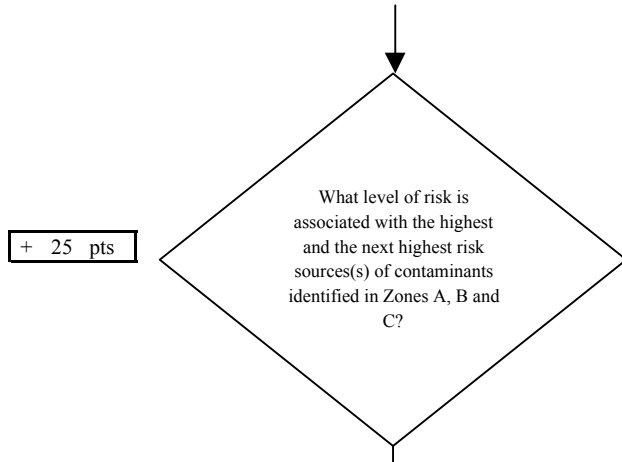 What level of risk is
associated with the highest
+ 25 pts
and the next highest risk
sources(s) of contaminants
identified in Zones A, B and
C?